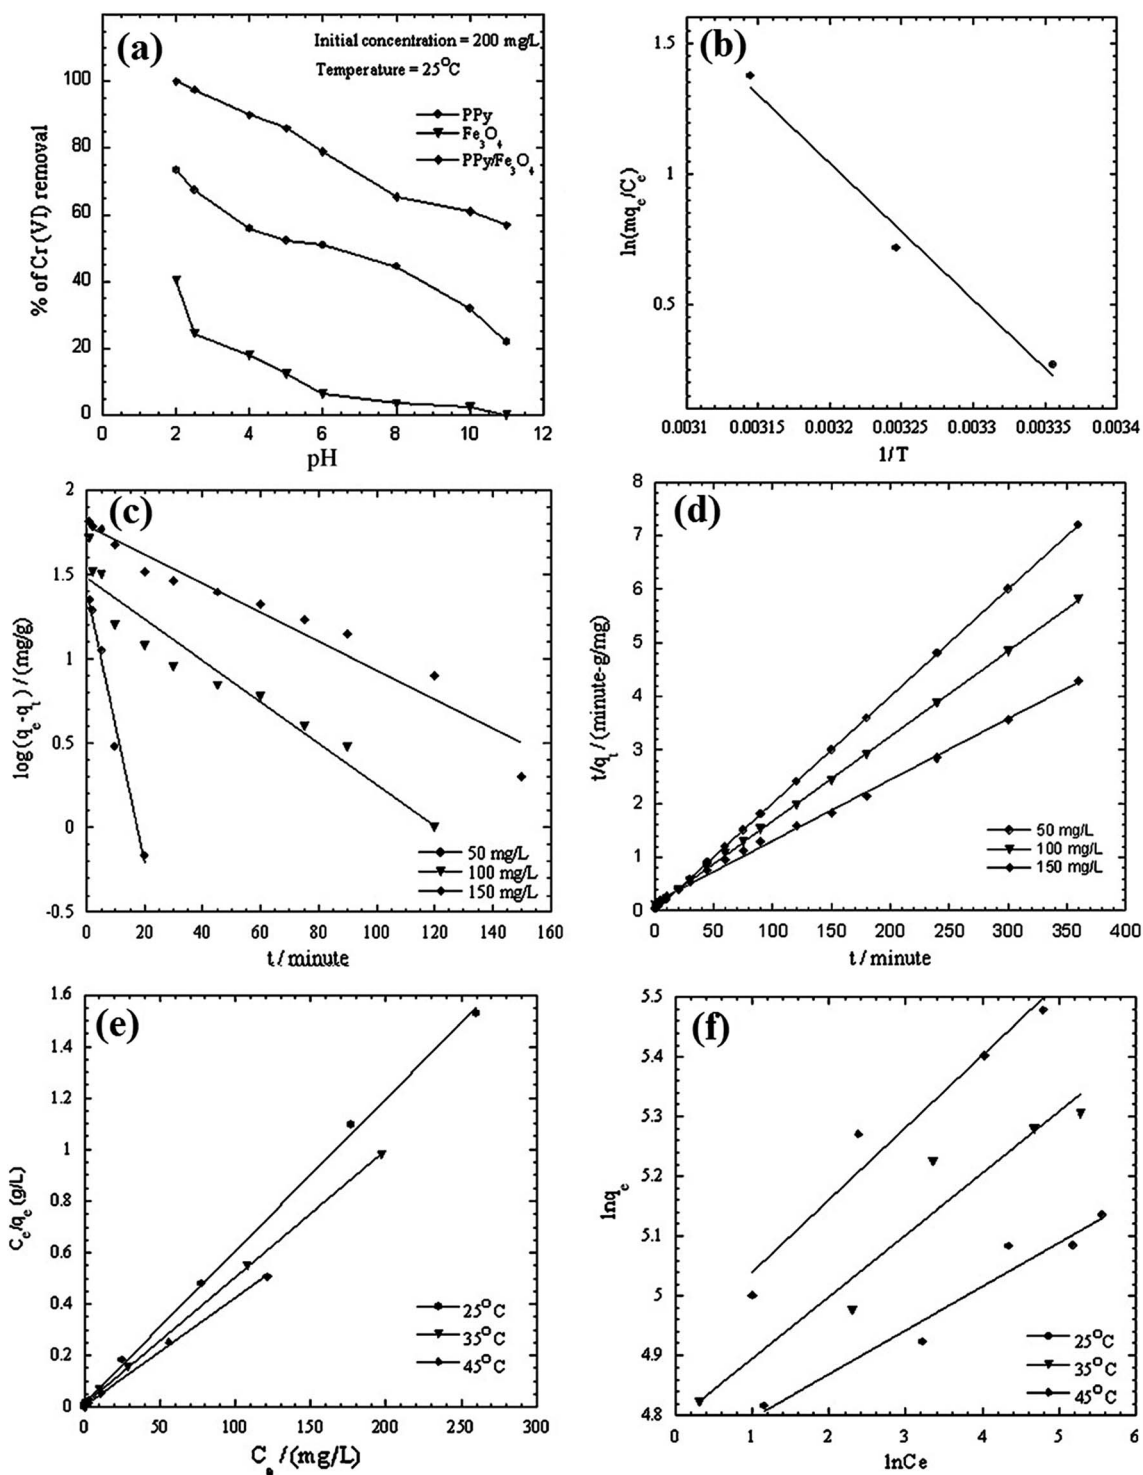 (a)
Initial concentration = 200 mg/L
Temperature = 25°C
PPy
Fe₃O₄
PPy/Fe₃O₄
% of Cr(VI) removal
100
80
60
40
20
0
0 2 4 6 8 10 12
pH
(b)
ln(mqₑ/Cₑ)
1.5
1
0.5
0.0031 0.00315 0.0032 0.00325 0.0033 0.00335 0.0034
1/T
(c)
log(qₑ-qₜ)/(mg/g)
2
1.5
1
0.5
0
-0.5
50 mg/L
100 mg/L
150 mg/L
0 20 40 60 80 100 120 140 160
t / minute
(d)
t/qₜ/(minute-g/mg)
8
7
6
5
4
3
2
1
0
50 mg/L
100 mg/L
150 mg/L
0 50 100 150 200 250 300 350 400
t / minute
(e)
Cₑ/qₑ (g/L)
1.6
1.4
1.2
1
0.8
0.6
0.4
0.2
0
25°C
35°C
45°C
0 50 100 150 200 250 300
Cₑ/(mg/L)
(f)
lnqₑ
5.5
5.4
5.3
5.2
5.1
5
4.9
4.8
25°C
35°C
45°C
0 1 2 3 4 5 6
lnCe